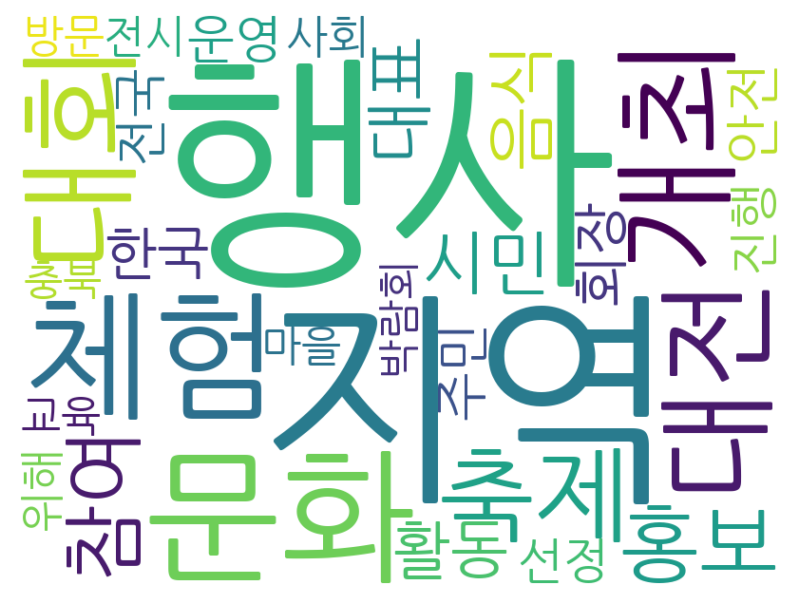 방문 전시 운영 사회
대회
전국
행사
대표
음식
개최
안전
한국
충북
시민
회장
진행
체험
마을
지역
박람회
주민
대전
교육
위해
참여
문화
축제
활동
선정
홍보